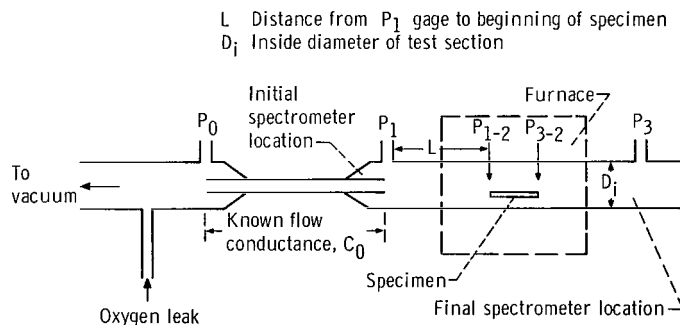 L Distance from P1 gage to beginning of specimen
Di Inside diameter of test section
Furnace
Initial
spectrometer
location
P0
P1
P1-2
P3-2
P3
L
To
vacuum
Di
Known flow
conductance, C0
Specimen
Oxygen leak
Final spectrometer location